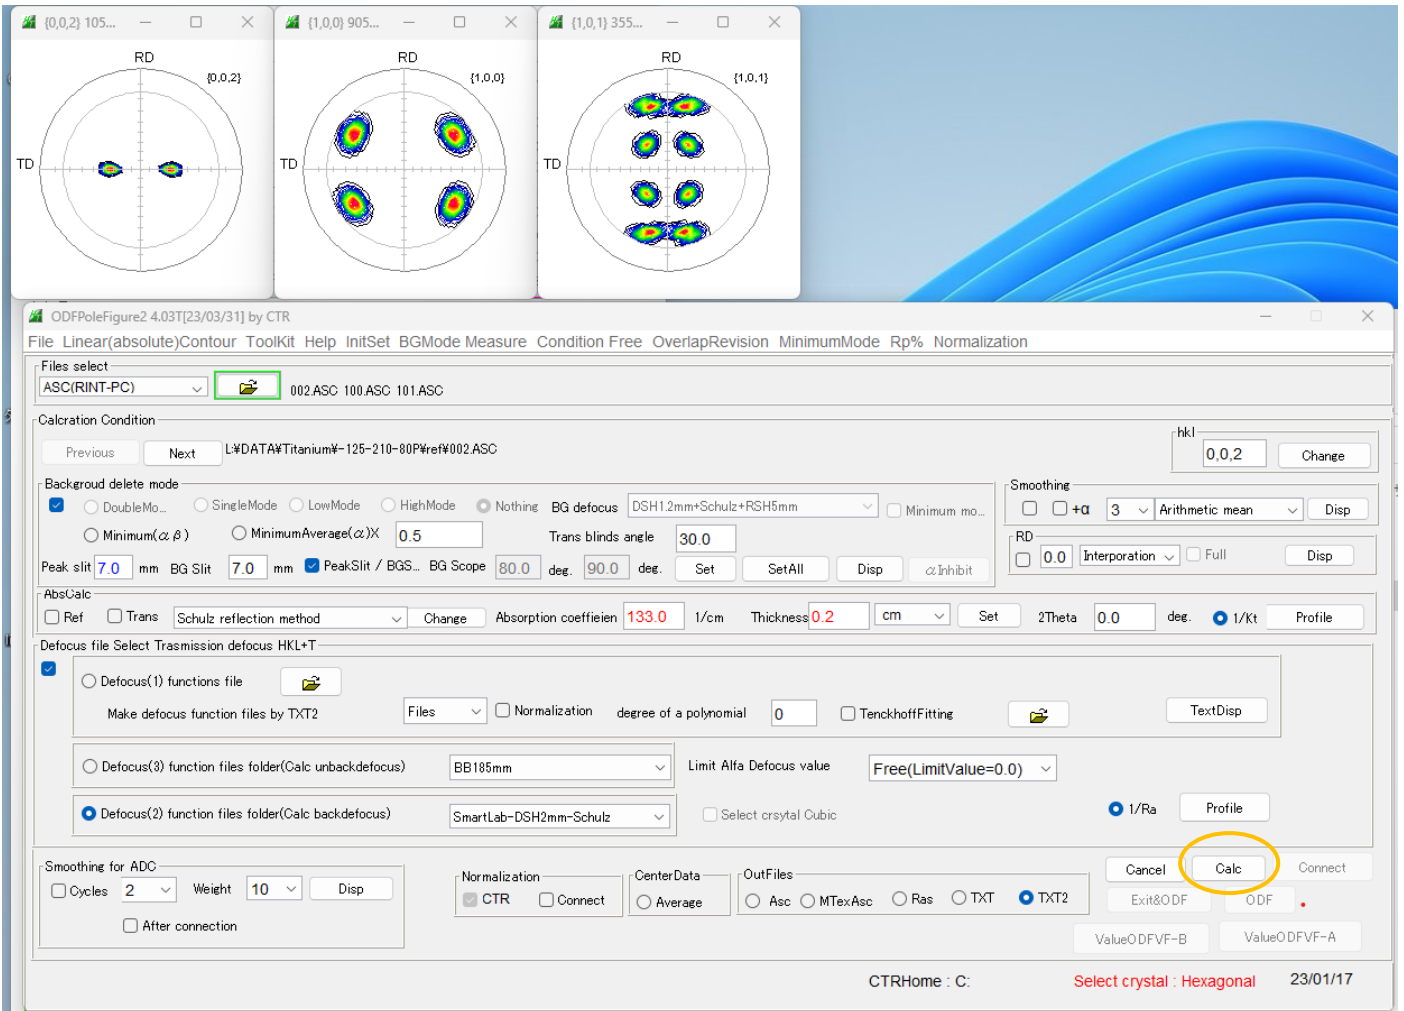 {0,0,2} 105...
{1,0,0} 905...
{1,0,1} 355...
RD
{0,0,2}
TD
RD
{1,0,0}
TD
RD
{1,0,1}
TD
ODFPoleFigure2 4.03T[23/03/31] by CTR
File Linear(absolute)Contour ToolKit Help InitSet BGMode Measure Condition Free OverlapRevision MinimumMode Rp% Normalization
Files select
ASC(RINT-PC) 002.ASC 100.ASC 101.ASC
Calcration Condition
Previous Next L:¥DATA¥Titanium¥-125-210-80P¥ref¥002.ASC
hkl
0,0,2 Change
Backgroud delete mode
DoubleMo... SingleMode LowMode HighMode Nothing BG defocus DSH1.2mm+Schulz+RSH5mm Minimum mo...
Minimum(αβ) MinimumAverage(α)X 0.5 Trans blinds angle 30.0
Peak slit 7.0 mm BG Slit 7.0 mm PeakSlit / BGS... BG Scope 80.0 deg. 90.0 deg. Set SetAll Disp αInhibit
Smoothing
+α 3 Arithmetic mean Disp
RD
0.0 Interporation Full Disp
AbsCalc
Ref Trans Schulz reflection method Change Absorption coeffieien 133.0 1/cm Thickness 0.2 cm Set 2Theta 0.0 deg. 1/Kt Profile
Defocus file Select Trasmission defocus HKL+T
Defocus(1) functions file
Make defocus function files by TXT2 Files Normalization degree of a polynomial 0 TenckhoffFitting TextDisp
Defocus(3) function files folder(Calc unbackdefocus) BB185mm Limit Alfa Defocus value Free(LimitValue=0.0)
Defocus(2) function files folder(Calc backdefocus) SmartLab-DSH2mm-Schulz Select crsytal Cubic 1/Ra Profile
Smoothing for ADC
Cycles 2 Weight 10 Disp
After connection
Normalization
CTR Connect
CenterData
Average
OutFiles
Asc MTexAsc Ras TXT TXT2
Cancel Calc Connect
Exit&ODF ODF
ValueODFVF-B ValueODFVF-A
CTRHome : C: Select crystal : Hexagonal 23/01/17